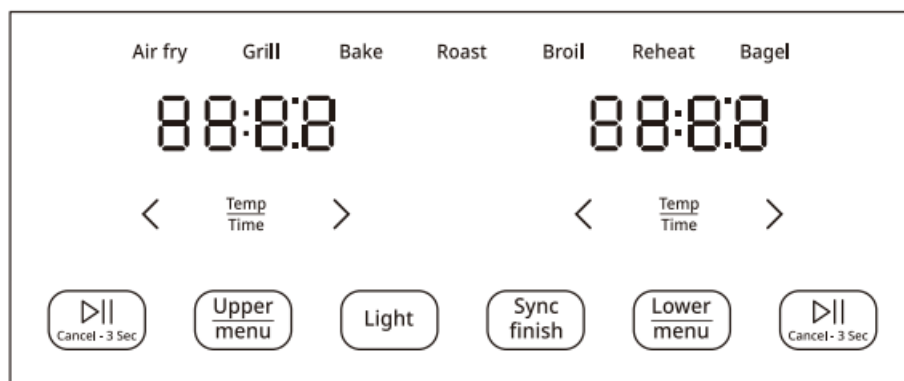 Air fry Grill Bake Roast Broil Reheat Bagel
88:8:8 88:8:8
< Temp > < Temp >
Time Time
Upper Sync Lower
menu Light finish menu
Cancel - 3 Sec Cancel - 3 Sec